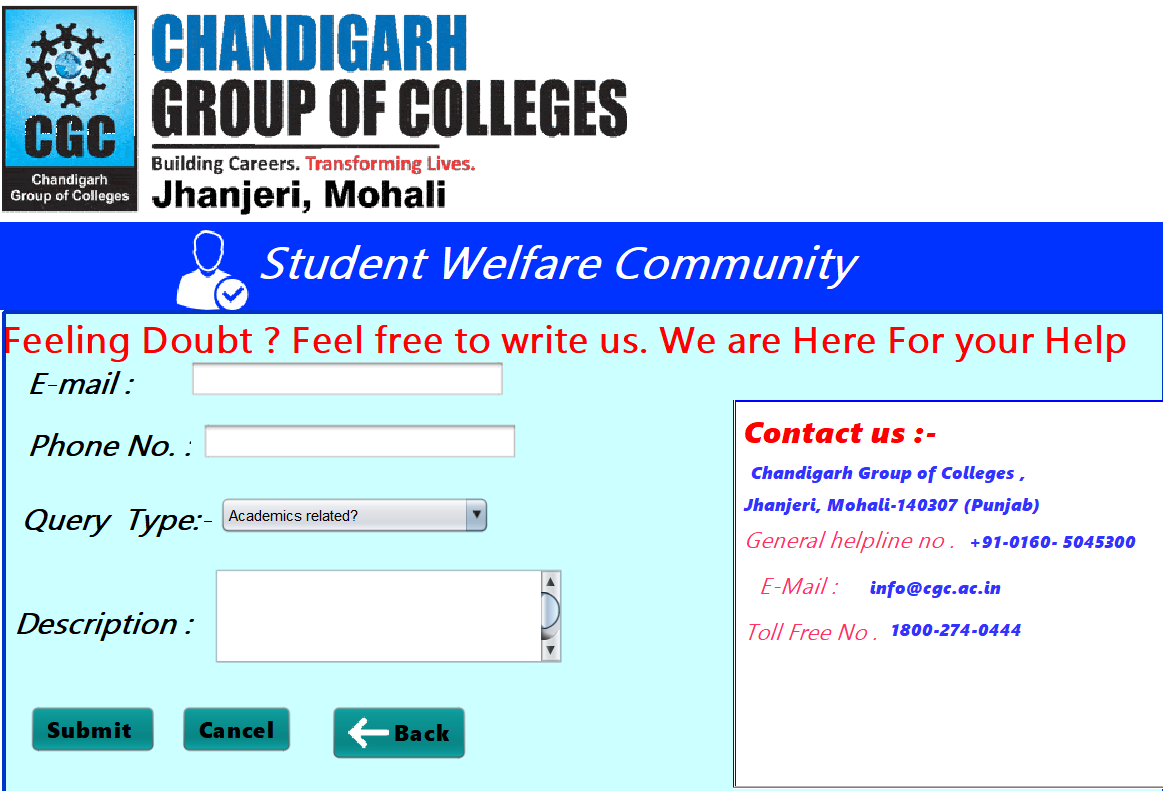 CHANDIGARH
GROUP OF COLLEGES
CGC
Building Careers. Transforming Lives.
Chandigarh
Group of Colleges
Jhanjeri, Mohali
Student Welfare Community
Feeling Doubt ? Feel free to write us. We are Here For your Help
E-mail :
Phone No. :
Contact us :-
Chandigarh Group of Colleges ,
Jhanjeri, Mohali-140307 (Punjab)
Query Type:- Academics related?
General helpline no . +91-0160- 5045300
E-Mail : info@cgc.ac.in
Description :
Toll Free No . 1800-274-0444
Submit Cancel Back